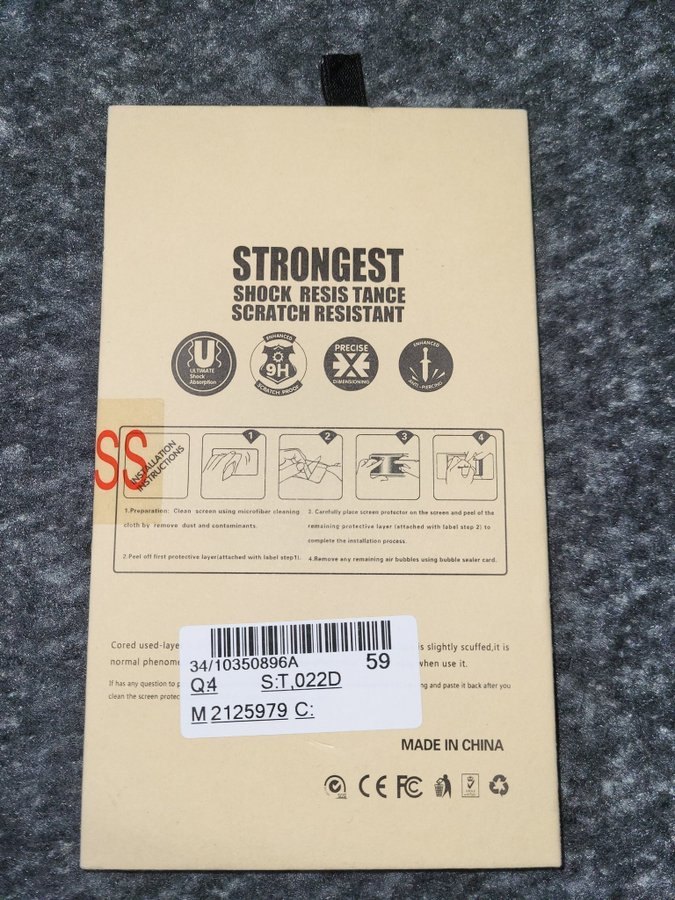 STRONGEST
SHOCK RESIS TANCE
SCRATCH RESISTANT
U
ULTIMATE
Shock
Absorption
ENHANCED
9H
SCRATCH PROOF
PRECISE
DIMENSIONING
ENHANCED
ANTI-PIERCING
SS
INSTALLATION
INSTRUCTIONS
1
2
3
4
1.Preparation: Clean screen using microfiber cleaning
cloth by remove dust and contaminants.
2.Peel off first protective layer(attached with label step1).
3. Carefully place screen protector on the screen and peel of the
remaining protective layer (attached with label step 2) to
complete the installation process.
4.Remove any remaining air bubbles using bubble sealer card.
Cored used-laye
is slightly scuffed,it is
normal phenome
when use it.
If has any question to p
ng and paste it back after you
clean the screen protec
34/10350896A
59
Q:4 S:T,022D
M 2125979 C:
MADE IN CHINA
CE FC